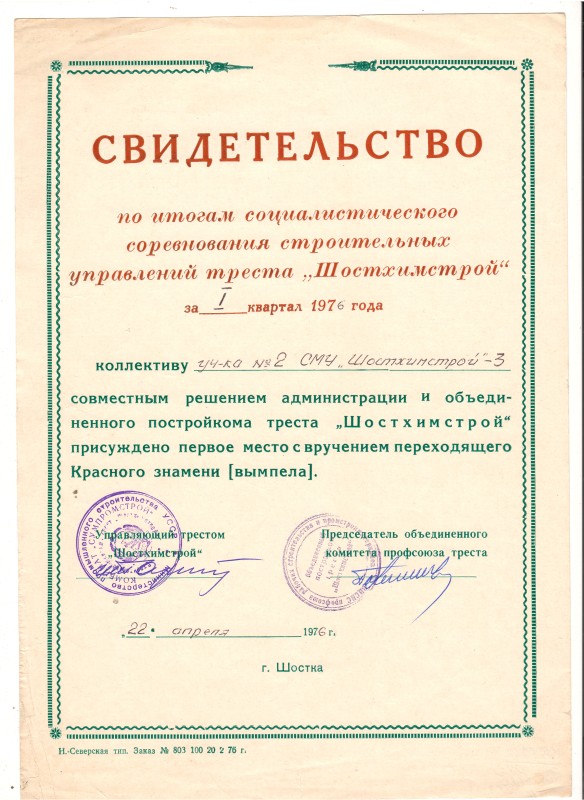 СВИДЕТЕЛЬСТВО
по итогам социалистического
соревнования строительных
управлений треста „Шостхимстрой“
за I квартал 1976 года
коллективу уч-ка №2 СМУ „Шостхимстрой"-3
совместным решением администрации и объеди-
ненного постройкома треста „Шостхимстрой“
присуждено первое место с вручением переходящего
Красного знамени [вымпела].
Управляющий трестом
„Шостхимстрой“
Председатель объединенного
комитета профсоюза треста
„22" апреля 1976 г.
г. Шостка
Н.-Северская тип. Заказ № 803 100 20 2 76 г.